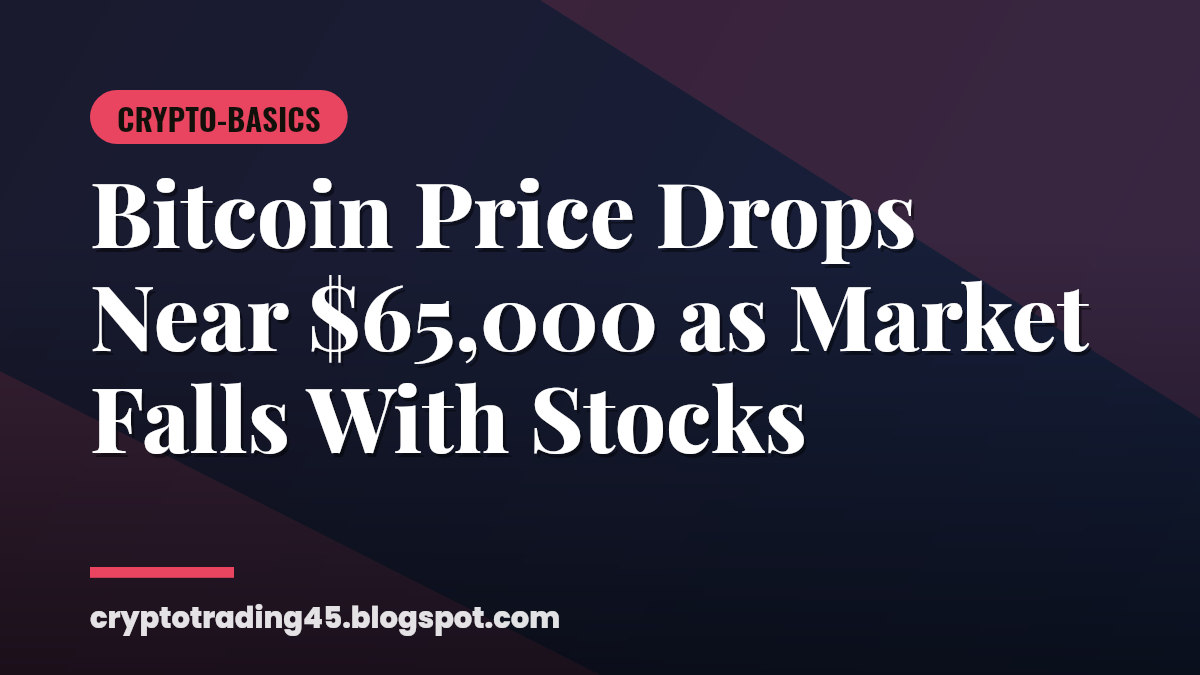 CRYPTO-BASICS
Bitcoin Price Drops
Near $65,000 as Market
Falls With Stocks
cryptotrading45.blogspot.com